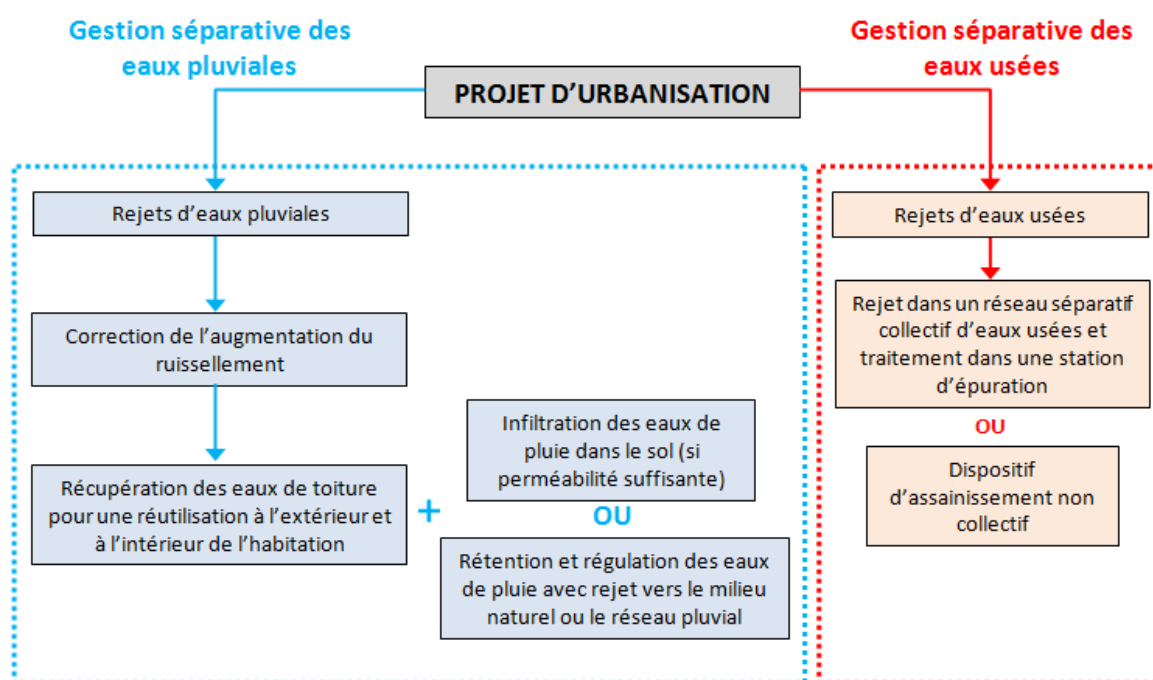 Gestion séparative des
eaux pluviales
PROJET D’URBANISATION
Gestion séparative des
eaux usées
Rejets d’eaux pluviales
Correction de l’augmentation du
ruissellement
Récupération des eaux de toiture
pour une réutilisation à l’extérieur et
à l’intérieur de l’habitation
+
Infiltration des eaux de
pluie dans le sol (si
perméabilité suffisante)
OU
Rétention et régulation des eaux
de pluie avec rejet vers le milieu
naturel ou le réseau pluvial
Rejets d’eaux usées
Rejet dans un réseau séparatif
collectif d’eaux usées et
traitement dans une station
d’épuration
OU
Dispositif
d’assainissement non
collectif